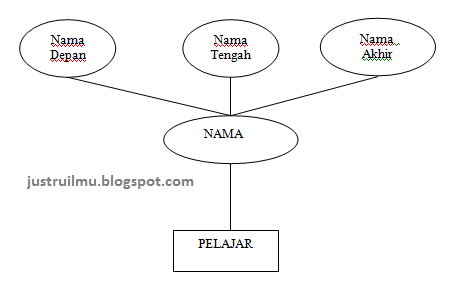 Nama
Depan
Nama
Tengah
Nama
Akhir
NAMA
justruilmu.blogspot.com
PELAJAR